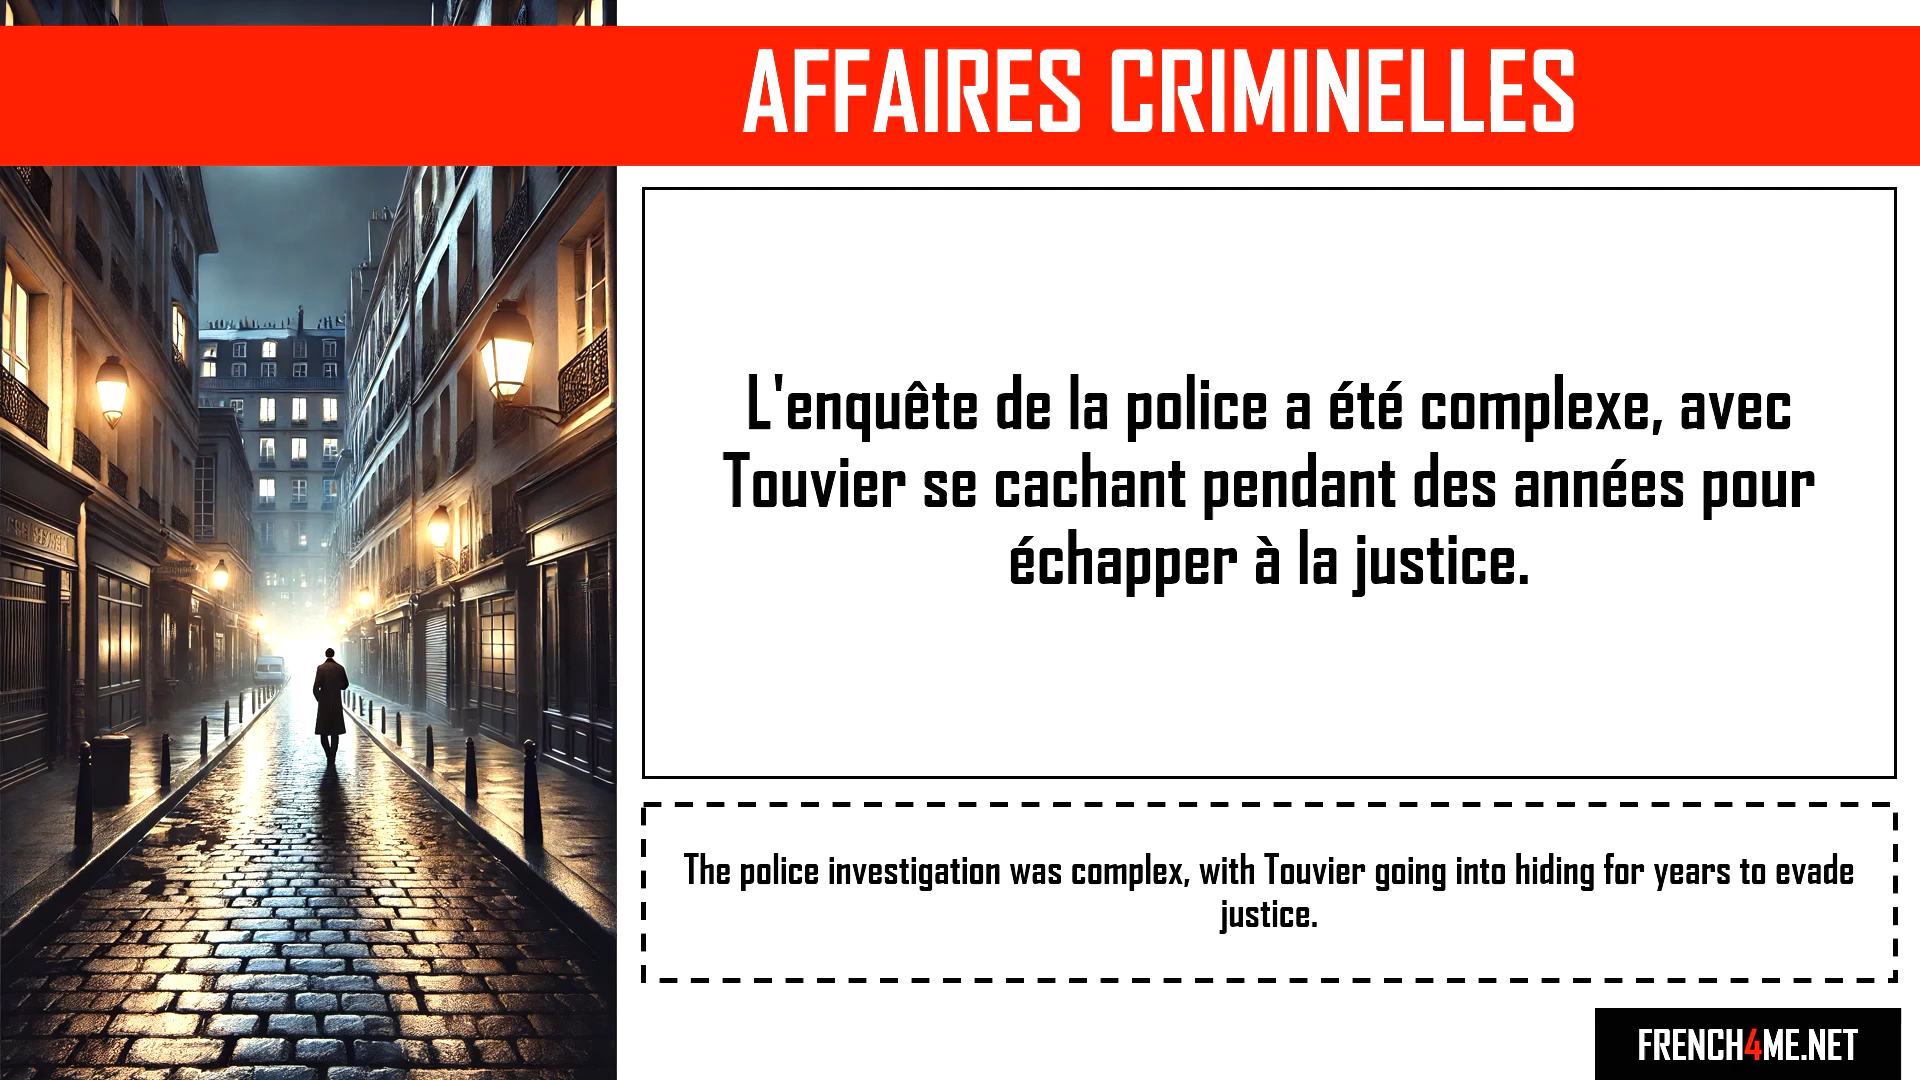 AFFAIRES CRIMINELLES
L'enquête de la police a été complexe, avec
Touvier se cachant pendant des années pour
échapper à la justice.
The police investigation was complex, with Touvier going into hiding for years to evade
justice.
FRENCH4ME.NET